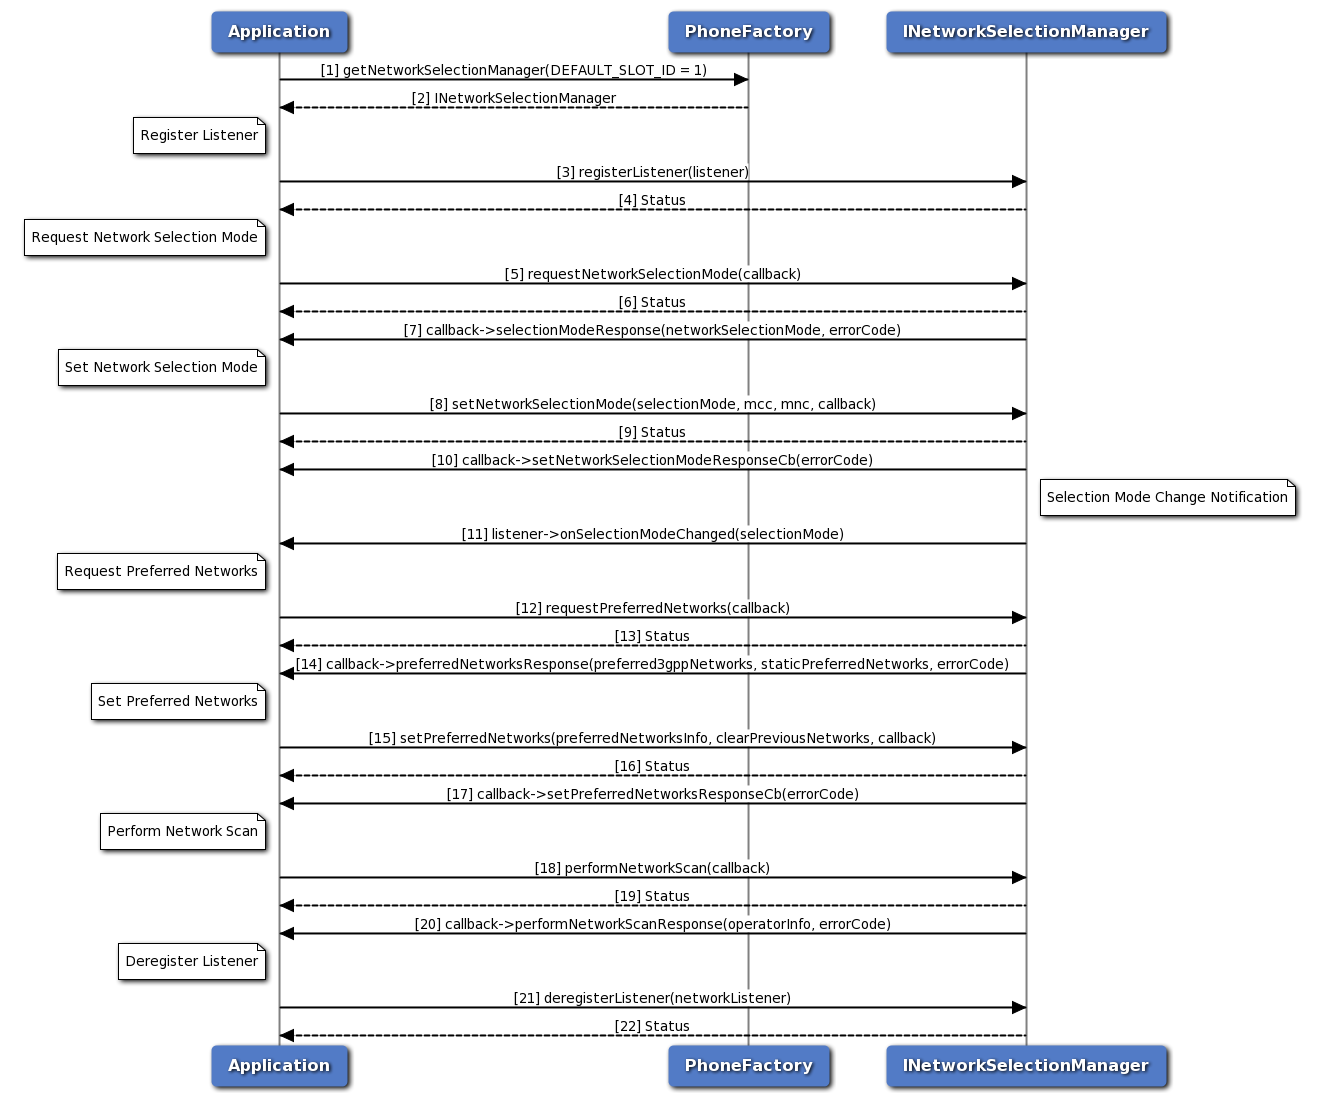 Application
PhoneFactory
INetworkSelectionManager
[1] getNetworkSelectionManager(DEFAULT_SLOT_ID = 1)
[2] INetworkSelectionManager
Register Listener
[3] registerListener(listener)
[4] Status
Request Network Selection Mode
[5] requestNetworkSelectionMode(callback)
[6] Status
[7] callback->selectionModeResponse(networkSelectionMode, errorCode)
Set Network Selection Mode
[8] setNetworkSelectionMode(selectionMode, mcc, mnc, callback)
[9] Status
[10] callback->setNetworkSelectionModeResponseCb(errorCode)
Selection Mode Change Notification
[11] listener->onSelectionModeChanged(selectionMode)
Request Preferred Networks
[12] requestPreferredNetworks(callback)
[13] Status
[14] callback->preferredNetworksResponse(preferred3gppNetworks, staticPreferredNetworks, errorCode)
Set Preferred Networks
[15] setPreferredNetworks(preferredNetworksInfo, clearPreviousNetworks, callback)
[16] Status
[17] callback->setPreferredNetworksResponseCb(errorCode)
Perform Network Scan
[18] performNetworkScan(callback)
[19] Status
[20] callback->performNetworkScanResponse(operatorInfo, errorCode)
Deregister Listener
[21] deregisterListener(networkListener)
[22] Status
Application
PhoneFactory
INetworkSelectionManager